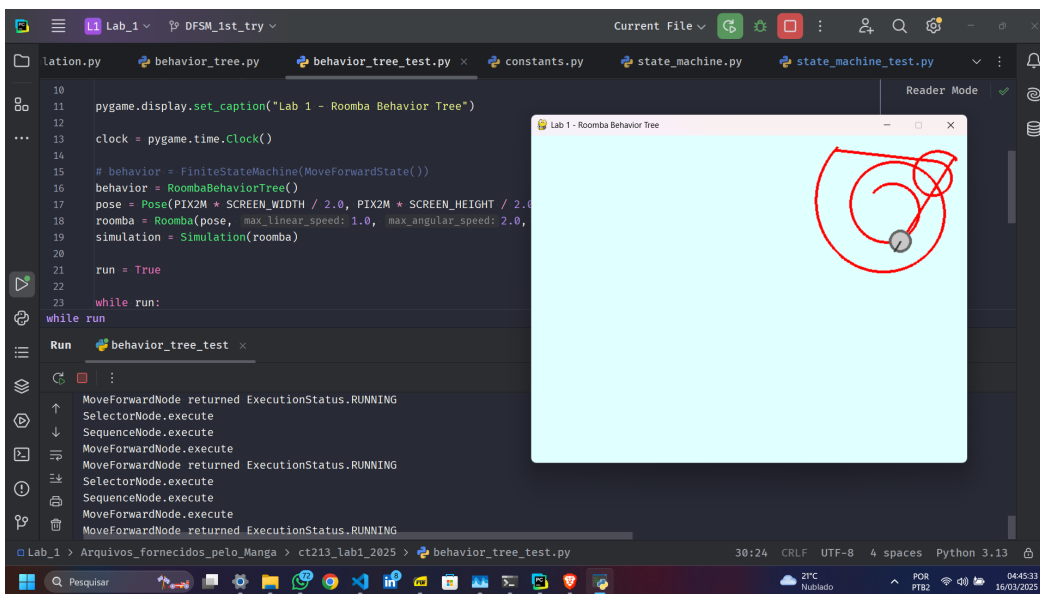 L1 Lab_1 DFSM_1st_try Current File
lation.py behavior_tree.py behavior_tree_test.py constants.py state_machine.py state_machine_test.py
Reader Mode
10
11 pygame.display.set_caption("Lab 1 - Roomba Behavior Tree")
12
13 clock = pygame.time.Clock()
14
15 # behavior = FiniteStateMachine(MoveForwardState())
16 behavior = RoombaBehaviorTree()
17 pose = Pose(PIX2M * SCREEN_WIDTH / 2.0, PIX2M * SCREEN_HEIGHT / 2.0
18 roomba = Roomba(pose, max_linear_speed: 1.0, max_angular_speed: 2.0,
19 simulation = Simulation(roomba)
20
21 run = True
22
23 while run:
while run
Lab 1 - Roomba Behavior Tree
Run behavior_tree_test
MoveForwardNode returned ExecutionStatus.RUNNING
SelectorNode.execute
SequenceNode.execute
MoveForwardNode.execute
MoveForwardNode returned ExecutionStatus.RUNNING
SelectorNode.execute
SequenceNode.execute
MoveForwardNode.execute
MoveForwardNode returned ExecutionStatus.RUNNING
Lab_1 > Arquivos_fornecidos_pelo_Manga > ct213_lab1_2025 > behavior_tree_test.py 30:24 CRLF UTF-8 4 spaces Python 3.13
Pesquisar 21°C Nublado POR PTB2 04:45:33 16/03/2025